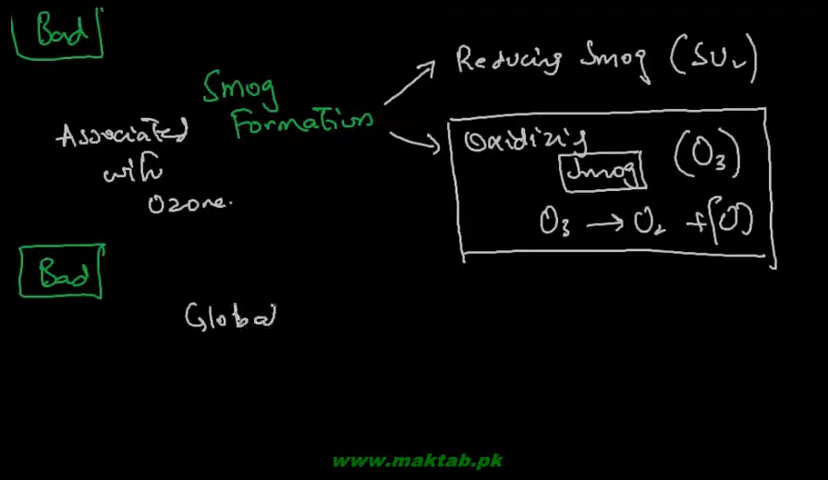 Bad
Smog
Formation
Associated
with
Ozone.
Reducing Smog (SO₂)
Oxidizing
Smog (O₃)
O₃ → O₂ + [O]
Bad
Global
www.maktab.pk